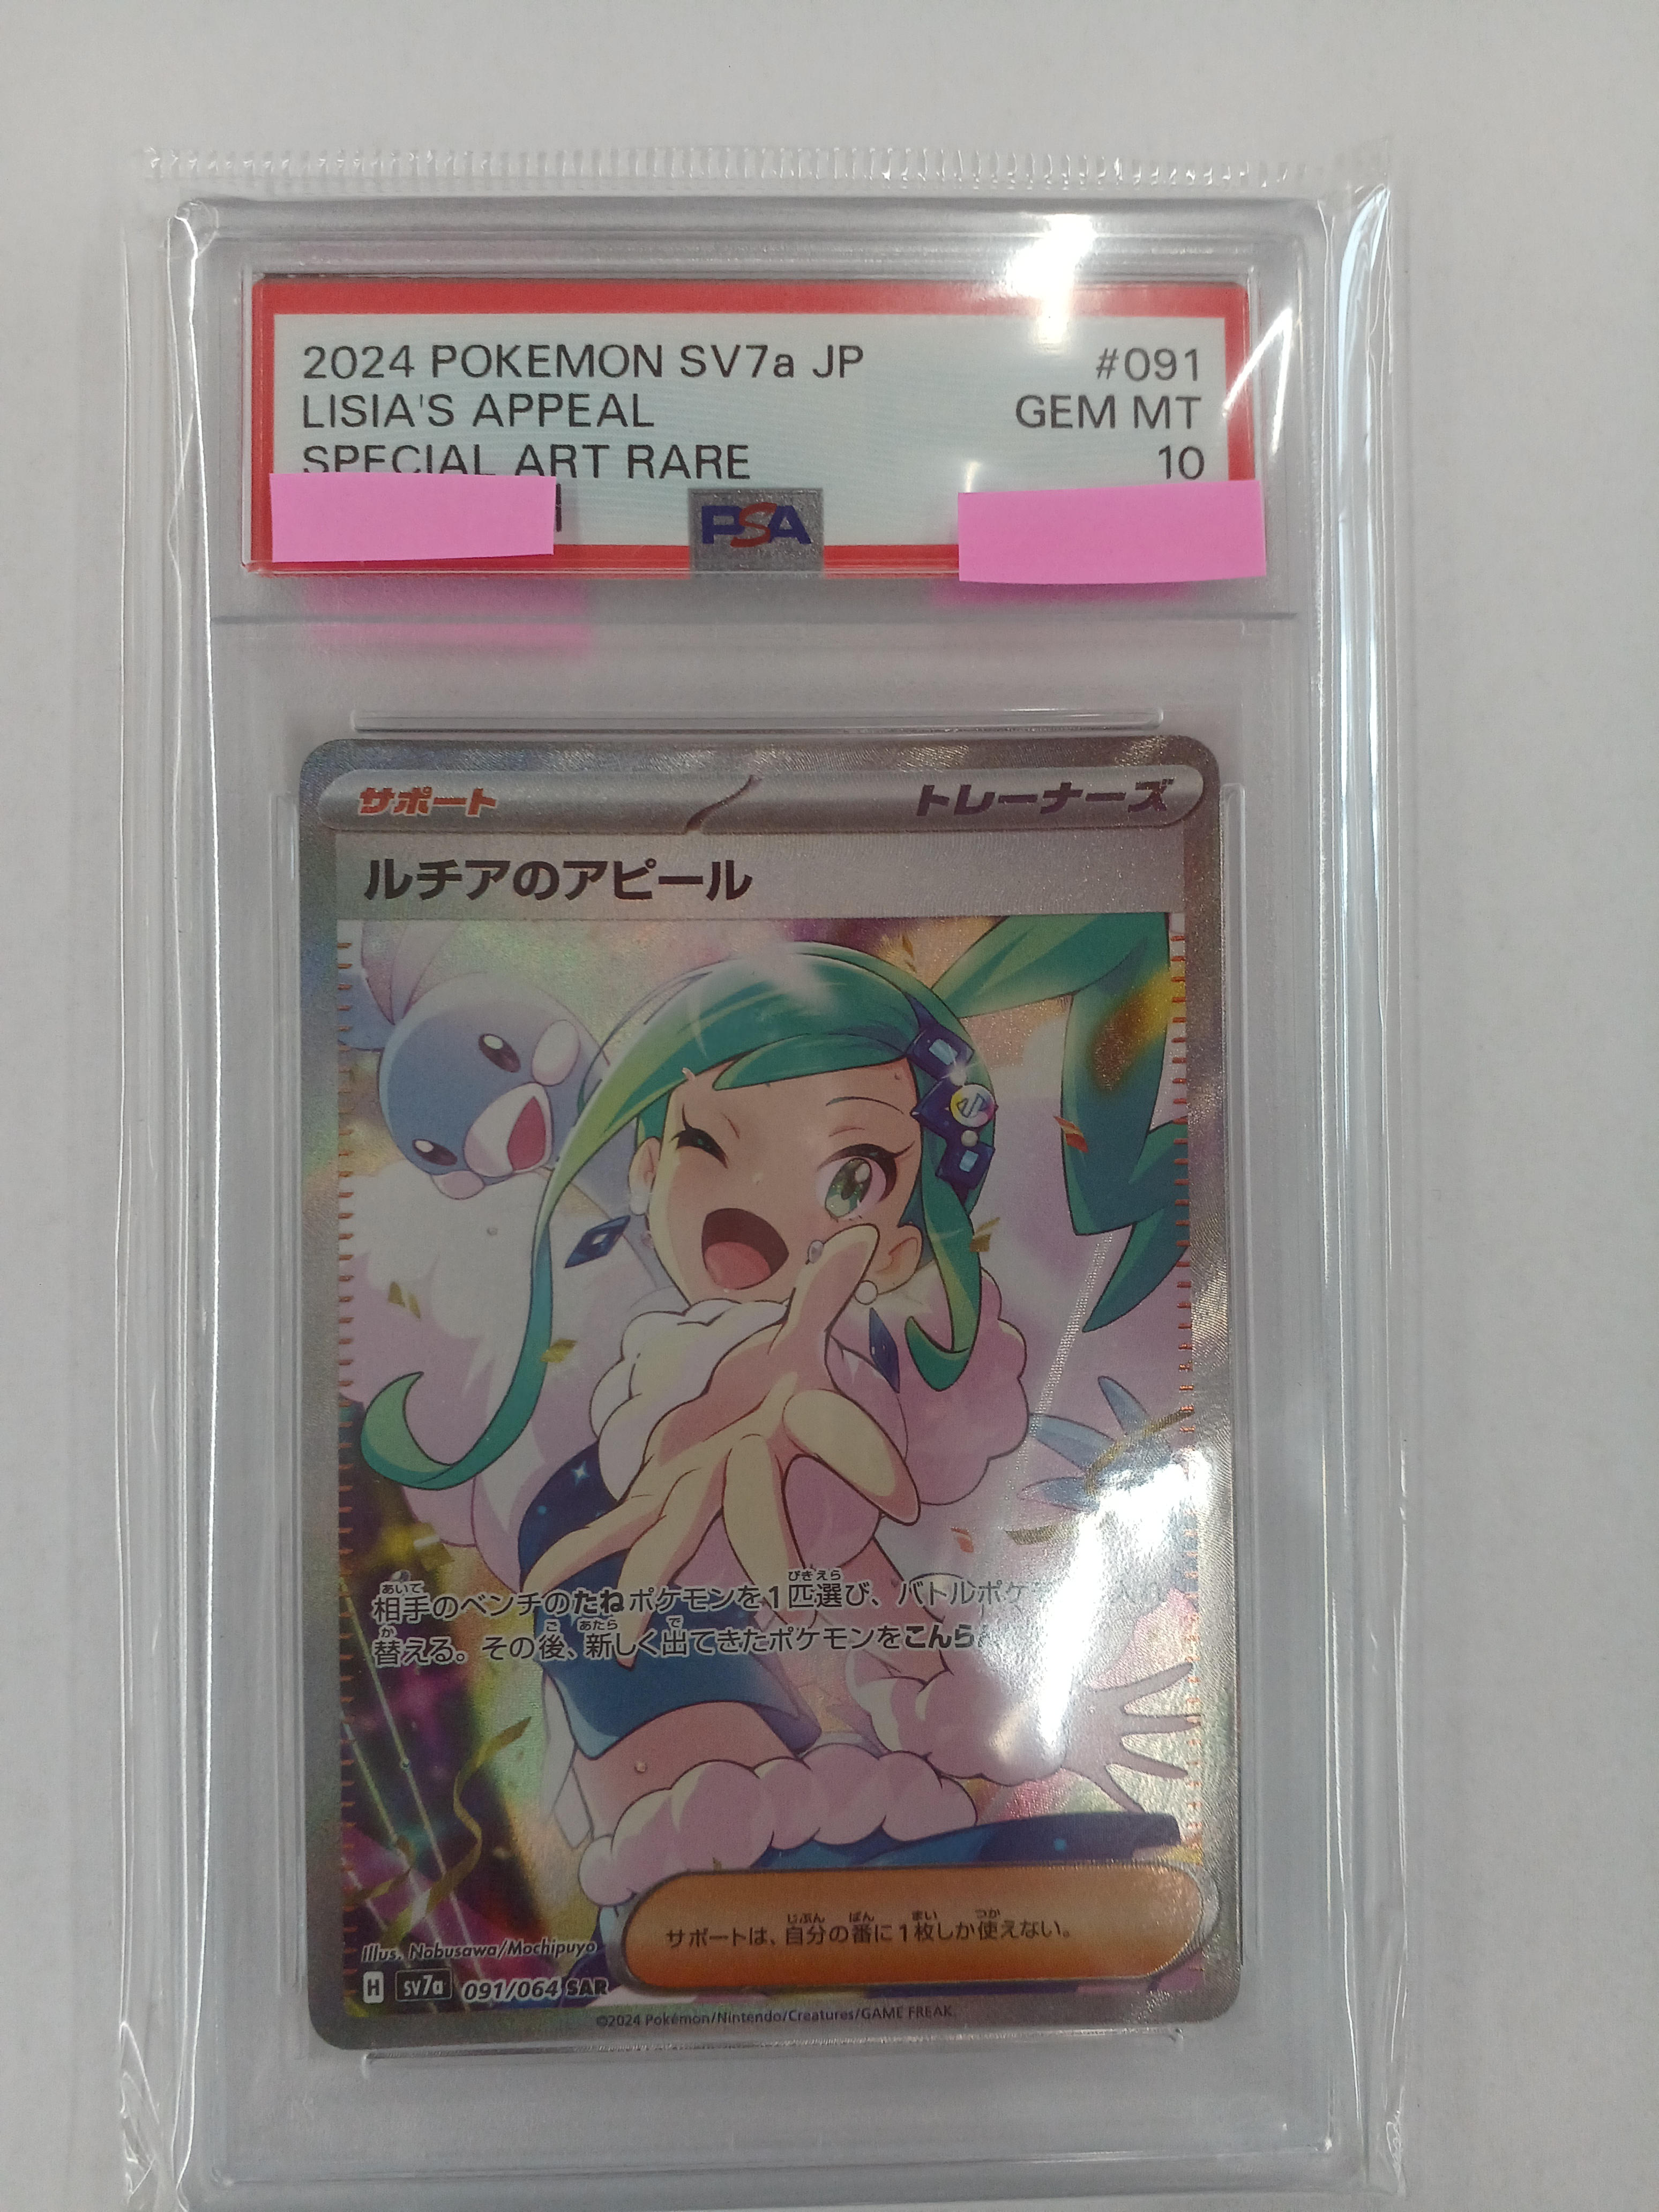 2024 POKEMON SV7a JP #091
LISIA'S APPEAL GEM MT
SPECIAL ART RARE 10
PSA
サポート トレーナーズ
ルチアのアピール
相手のベンチのたねポケモンを1匹選び、バトルポケ
替える。その後、新しく出てきたポケモンをこんら
サポートは、自分の番に1枚しか使えない。
Illus. Nobusawa/Mochipuyo
H sv7a 091/064 SAR
©2024 Pokémon/Nintendo/Creatures/GAME FREAK.